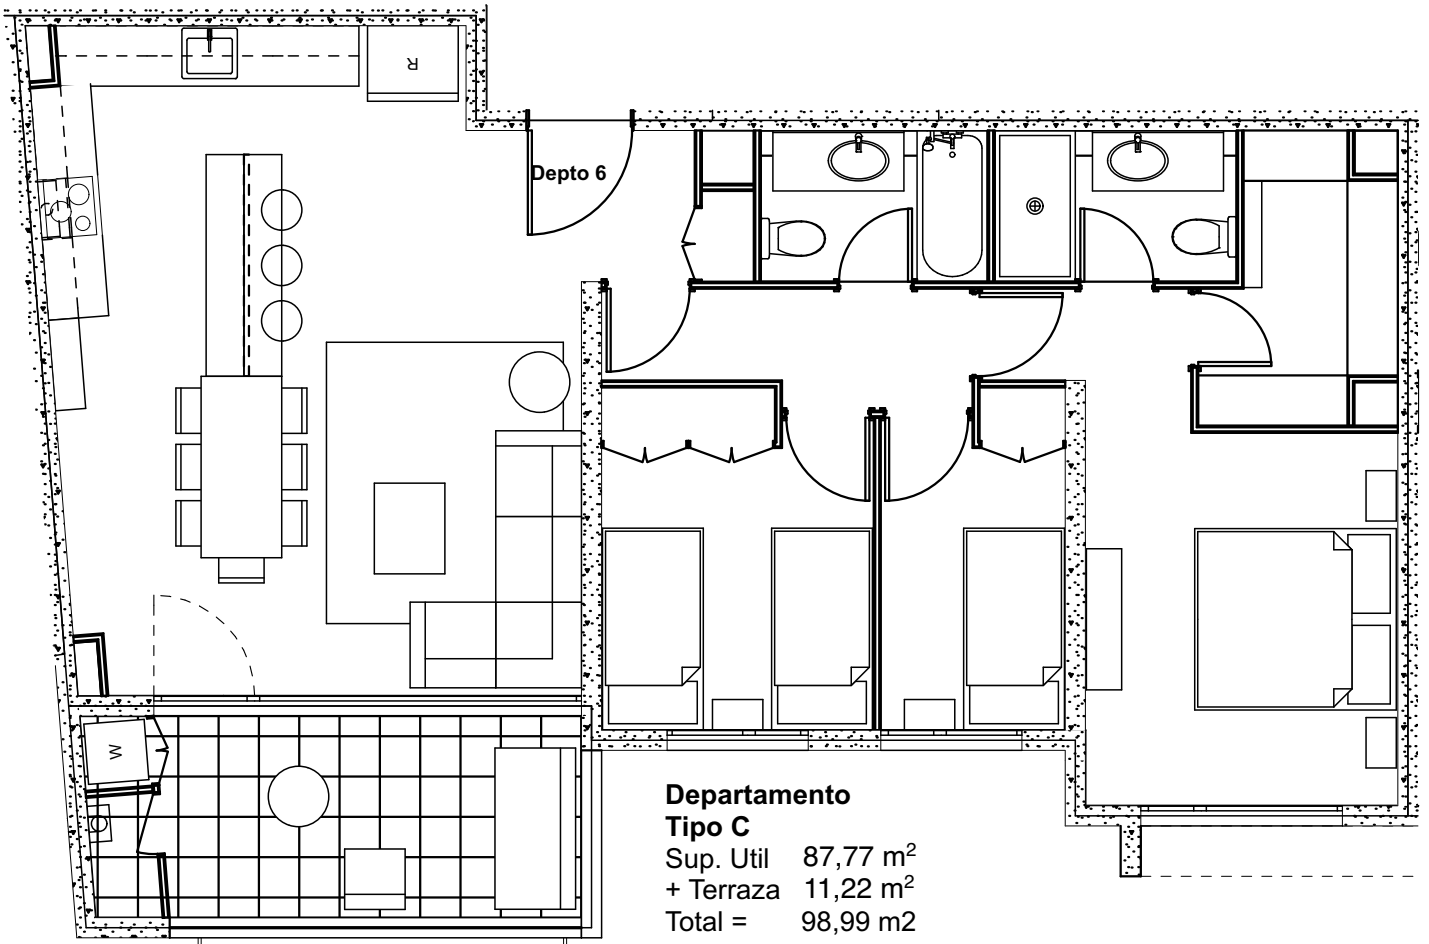 R
Depto 6
W
Departamento
Tipo C
Sup. Util 87,77 m²
+ Terraza 11,22 m²
Total = 98,99 m2